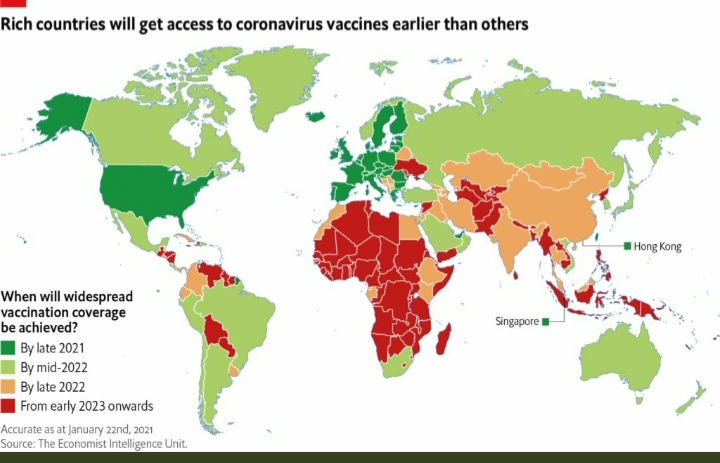 Rich countries will get access to coronavirus vaccines earlier than others
Hong Kong
Singapore
When will widespread
vaccination coverage
be achieved?
By late 2021
By mid-2022
By late 2022
From early 2023 onwards
Accurate as at January 22nd, 2021
Source: The Economist Intelligence Unit.